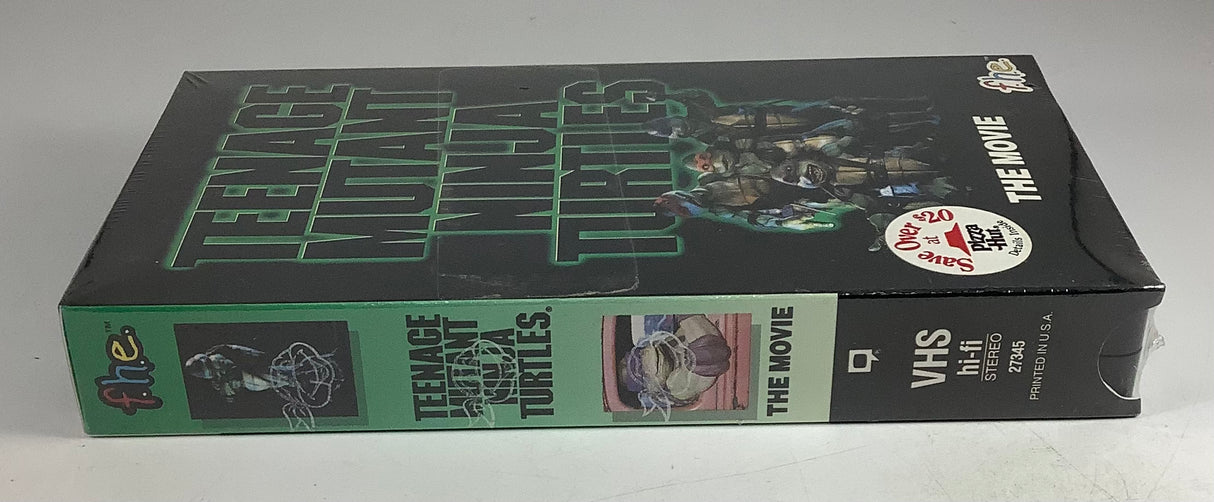 TEENAGE
MUTANT
NINJA
TURTLES
THE MOVIE
f.h.e.
Save Over $20
at
Pizza
Hut®
f.h.e.™
TEENAGE
MUTANT
NINJA
TURTLES®
THE MOVIE
VHS
hi-fi
STEREO
27345
PRINTED IN U.S.A.